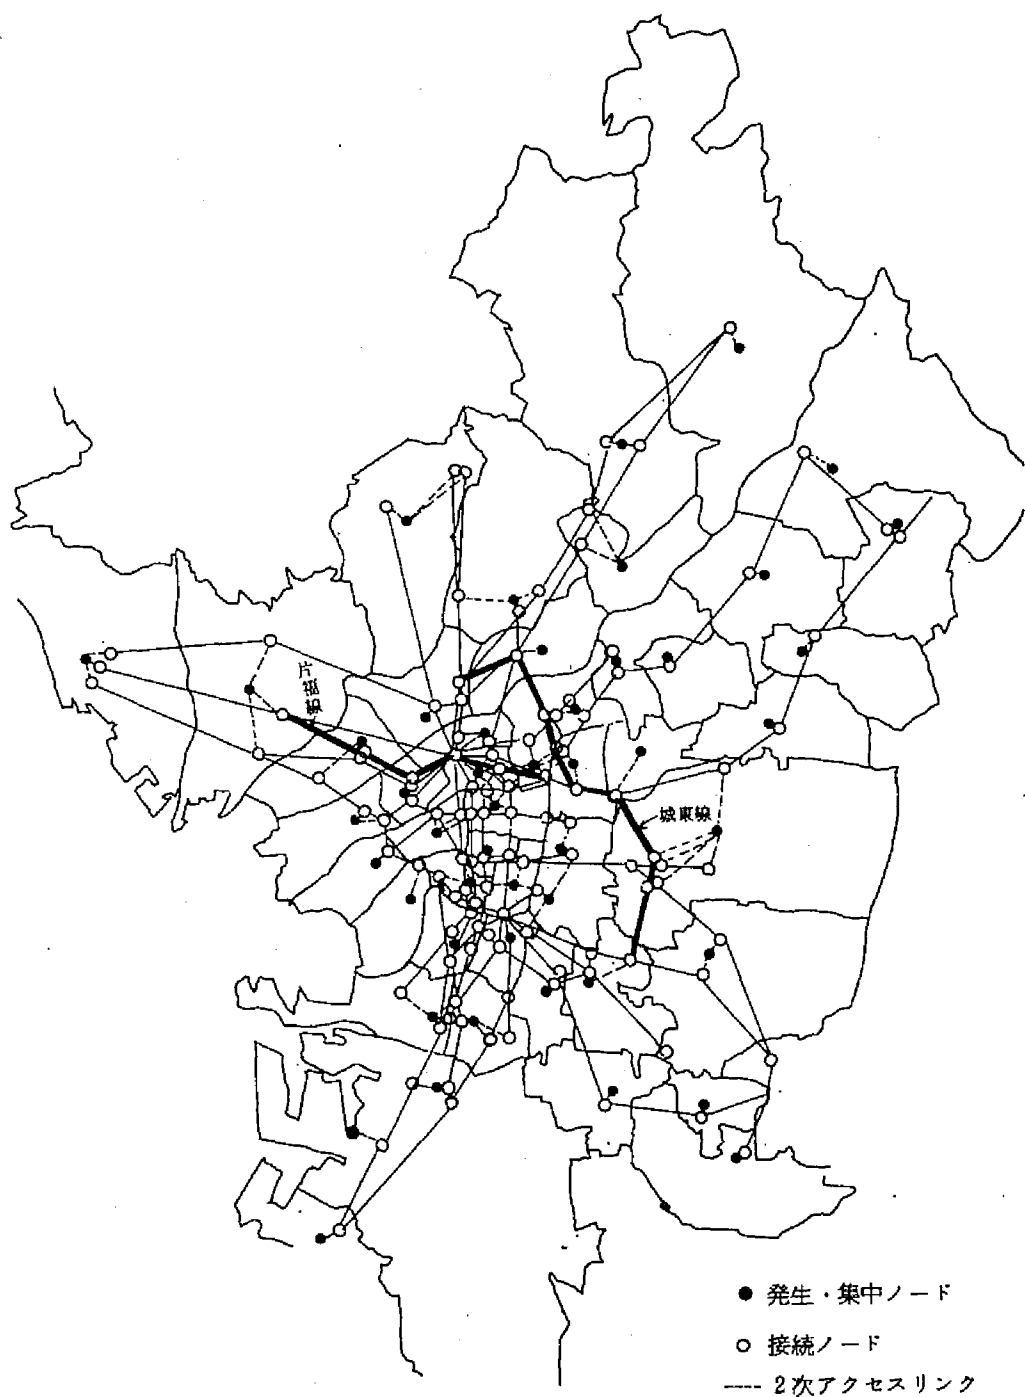 片福線
城東線
● 発生・集中ノード
○ 接続ノード
---- 2次アクセスリンク